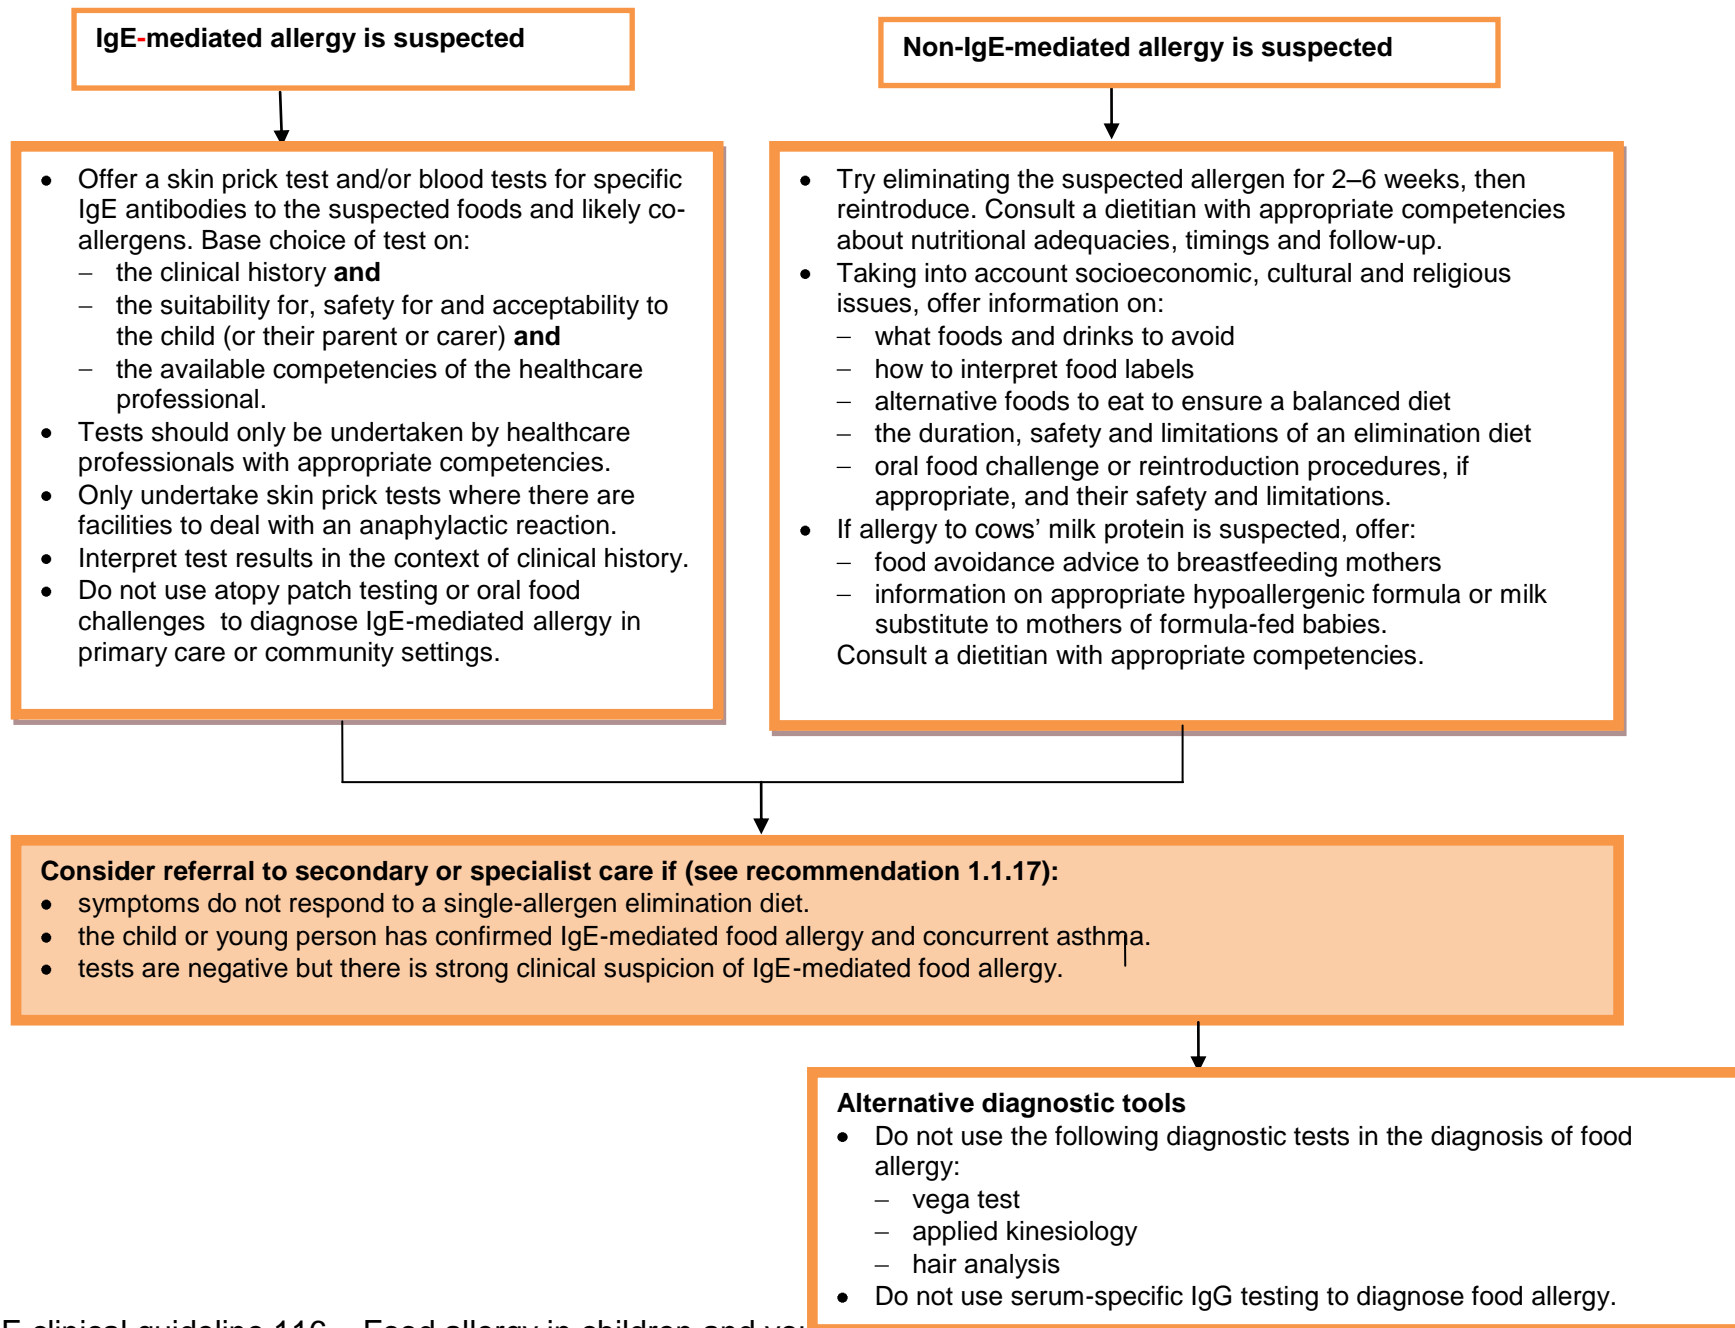 IgE-mediated allergy is suspected
Non-IgE-mediated allergy is suspected
• Offer a skin prick test and/or blood tests for specific
IgE antibodies to the suspected foods and likely co-
allergens. Base choice of test on:
– the clinical history and
– the suitability for, safety for and acceptability to
the child (or their parent or carer) and
– the available competencies of the healthcare
professional.
• Tests should only be undertaken by healthcare
professionals with appropriate competencies.
• Only undertake skin prick tests where there are
facilities to deal with an anaphylactic reaction.
• Interpret test results in the context of clinical history.
• Do not use atopy patch testing or oral food
challenges to diagnose IgE-mediated allergy in
primary care or community settings.
• Try eliminating the suspected allergen for 2–6 weeks, then
reintroduce. Consult a dietitian with appropriate competencies
about nutritional adequacies, timings and follow-up.
• Taking into account socioeconomic, cultural and religious
issues, offer information on:
– what foods and drinks to avoid
– how to interpret food labels
– alternative foods to eat to ensure a balanced diet
– the duration, safety and limitations of an elimination diet
– oral food challenge or reintroduction procedures, if
appropriate, and their safety and limitations.
• If allergy to cows’ milk protein is suspected, offer:
– food avoidance advice to breastfeeding mothers
– information on appropriate hypoallergenic formula or milk
substitute to mothers of formula-fed babies.
Consult a dietitian with appropriate competencies.
Consider referral to secondary or specialist care if (see recommendation 1.1.17):
• symptoms do not respond to a single-allergen elimination diet.
• the child or young person has confirmed IgE-mediated food allergy and concurrent asthma.
• tests are negative but there is strong clinical suspicion of IgE-mediated food allergy.
Alternative diagnostic tools
• Do not use the following diagnostic tests in the diagnosis of food
allergy:
– vega test
– applied kinesiology
– hair analysis
• Do not use serum-specific IgG testing to diagnose food allergy.
E clinical guideline 116 – Food allergy in children and